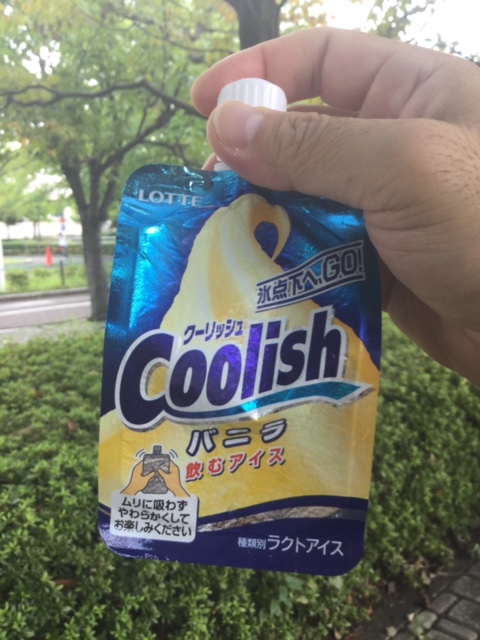 LOTTE
氷点下へ、GO!
クーリッシュ
Coolish
バニラ
飲むアイス
ムリに吸わず
やわらかくして
お楽しみください
種類別 ラクトアイス